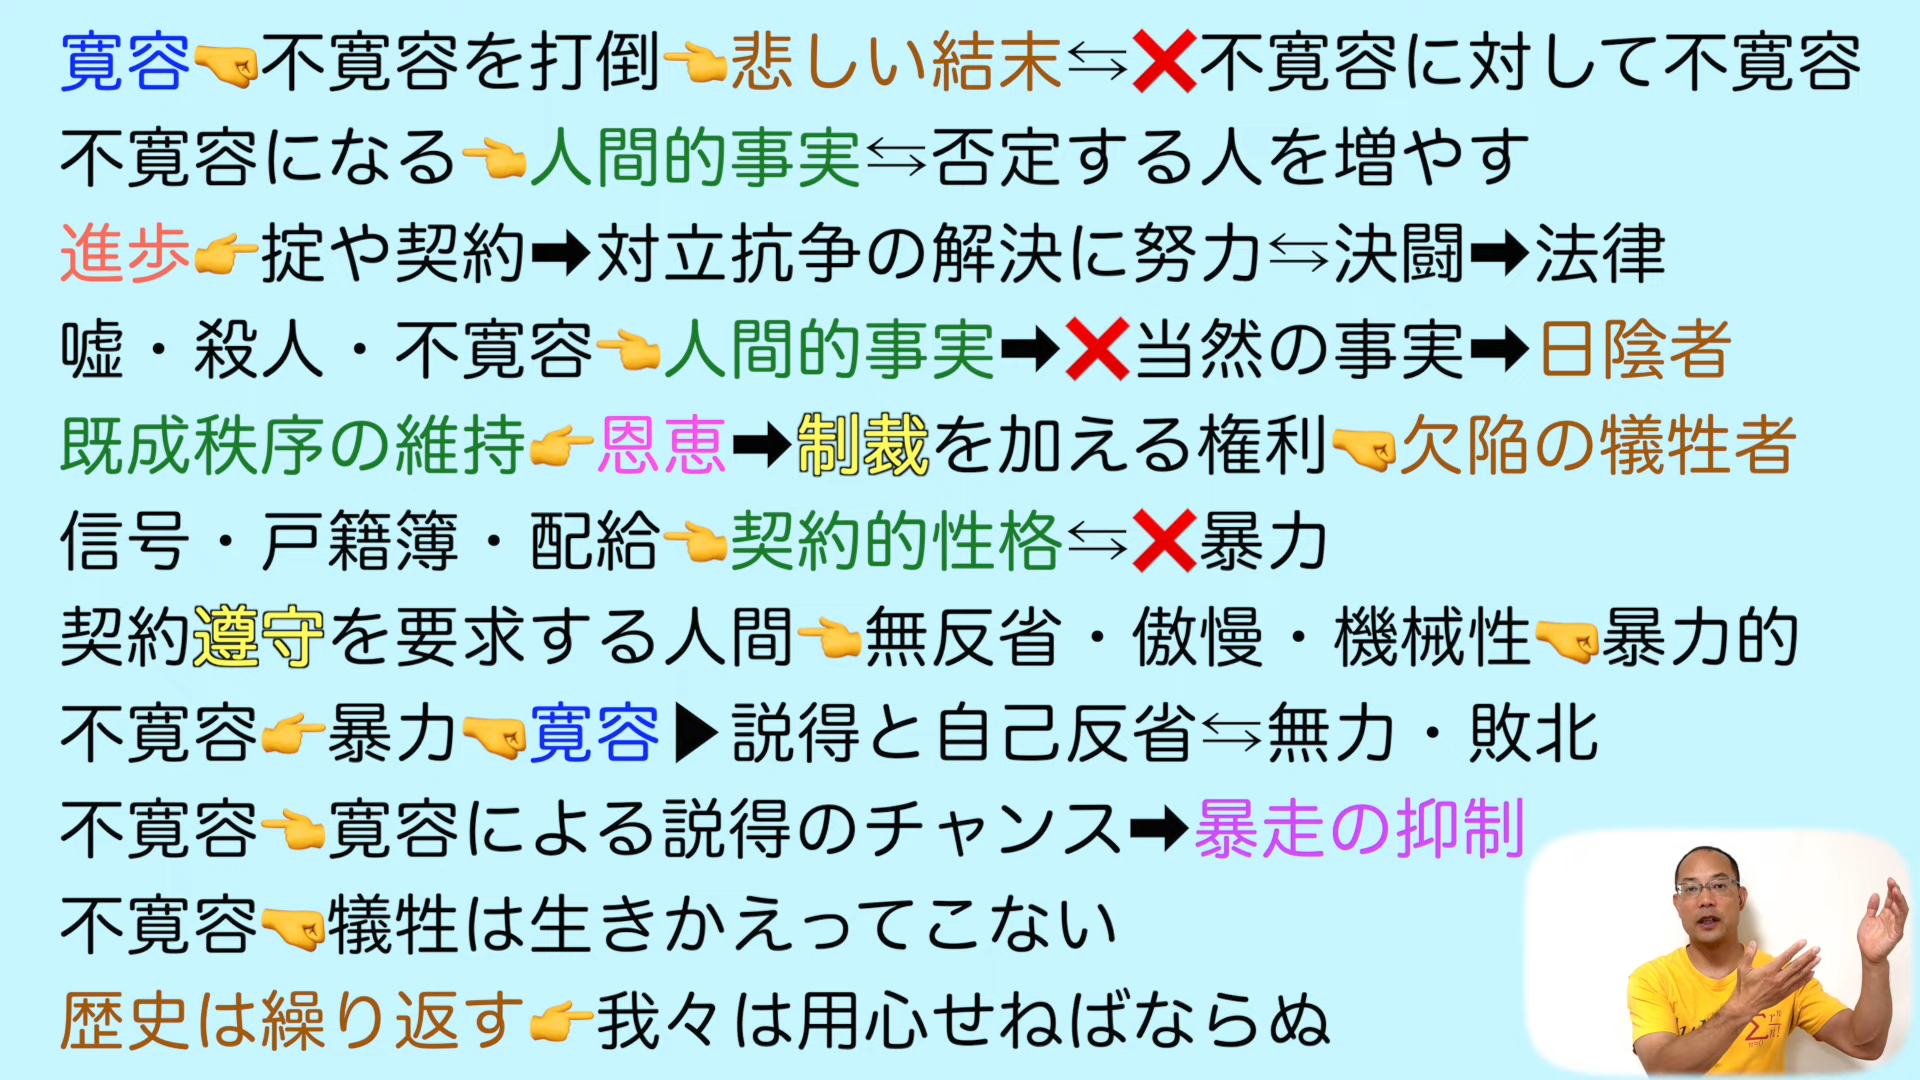 寛容🤜不寛容を打倒👈悲しい結末⇆❌不寛容に対して不寛容
不寛容になる👈人間的事実⇆否定する人を増やす
進歩👉掟や契約➡対立抗争の解決に努力⇆決闘➡法律
嘘・殺人・不寛容👈人間的事実➡❌当然の事実➡日陰者
既成秩序の維持👉恩恵➡制裁を加える権利🤜欠陥の犠牲者
信号・戸籍簿・配給👈契約的性格⇆❌暴力
契約遵守を要求する人間👈無反省・傲慢・機械性🤜暴力的
不寛容👉暴力🤜寛容▶説得と自己反省⇆無力・敗北
不寛容👈寛容による説得のチャンス➡暴走の抑制
不寛容🤜犠牲は生きかえってこない
歴史は繰り返す👉我々は用心せねばならぬ